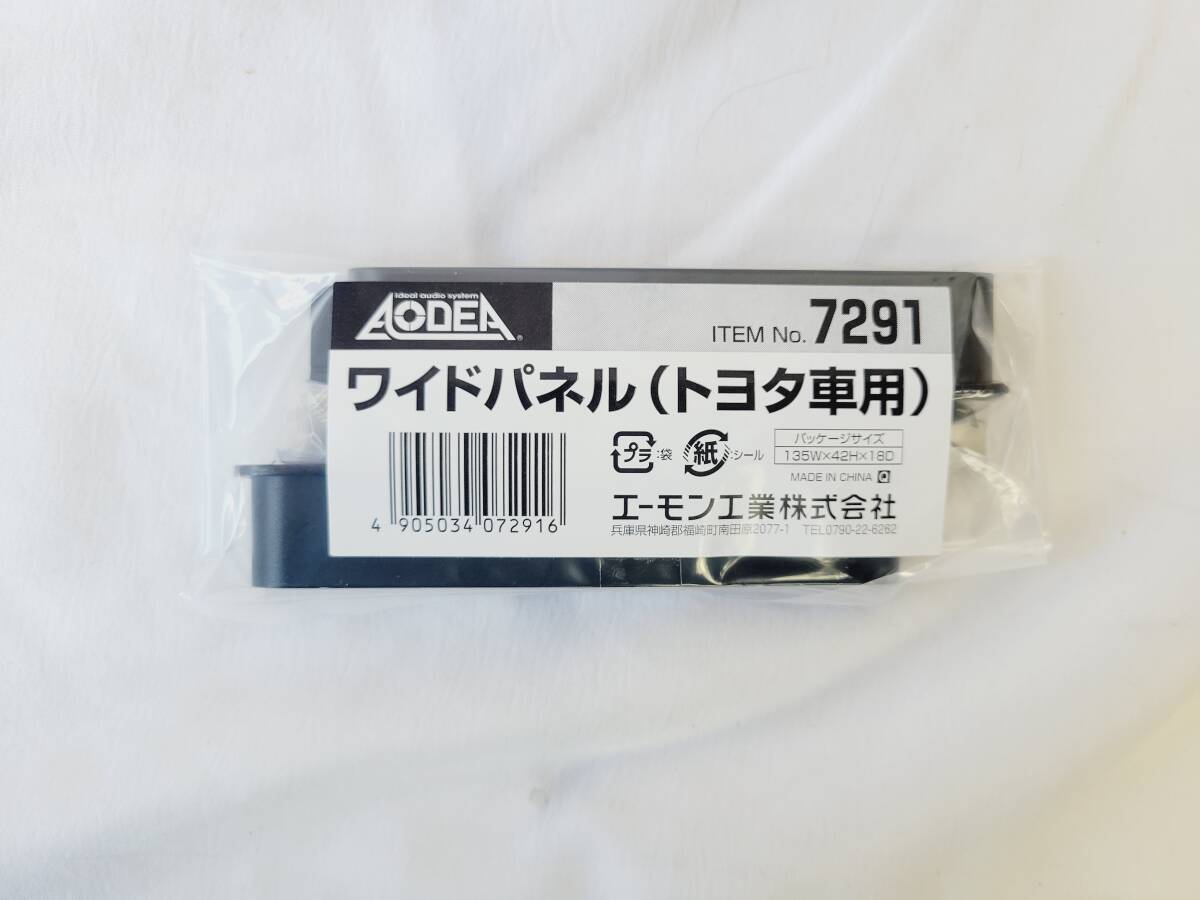 ideal audio system
AODEA®
ITEM No. 7291
ワイドパネル(トヨタ車用)
プラ :袋 紙 :シール
パッケージサイズ
135W×42H×18D
MADE IN CHINA
エーモン工業株式会社
兵庫県神崎郡福崎町南田原2077-1 TEL0790-22-6262
4 905034 072916